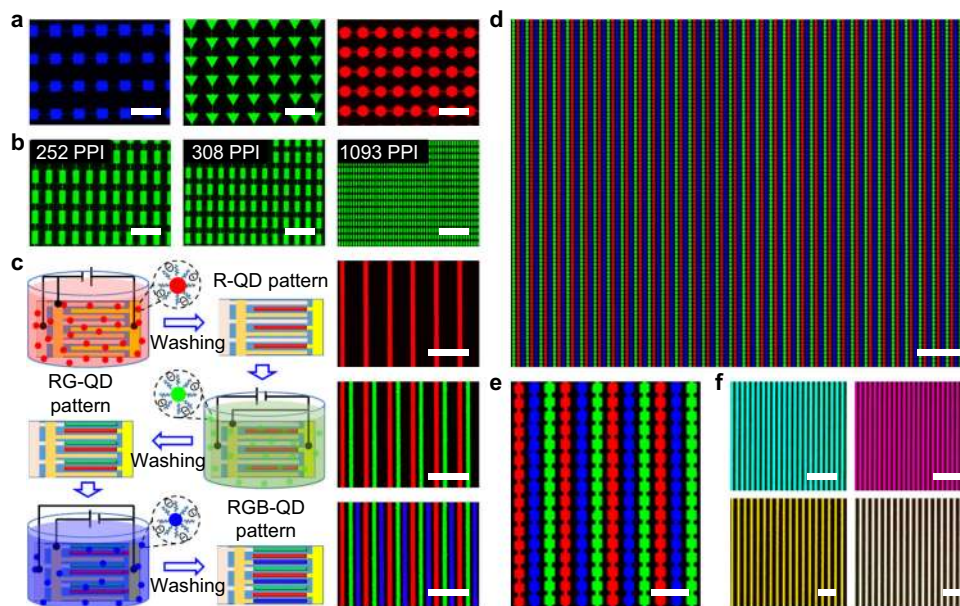 a
b
252 PPI
308 PPI
1093 PPI
c
R-QD pattern
Washing
RG-QD
pattern
Washing
RGB-QD
pattern
Washing
d
e
f